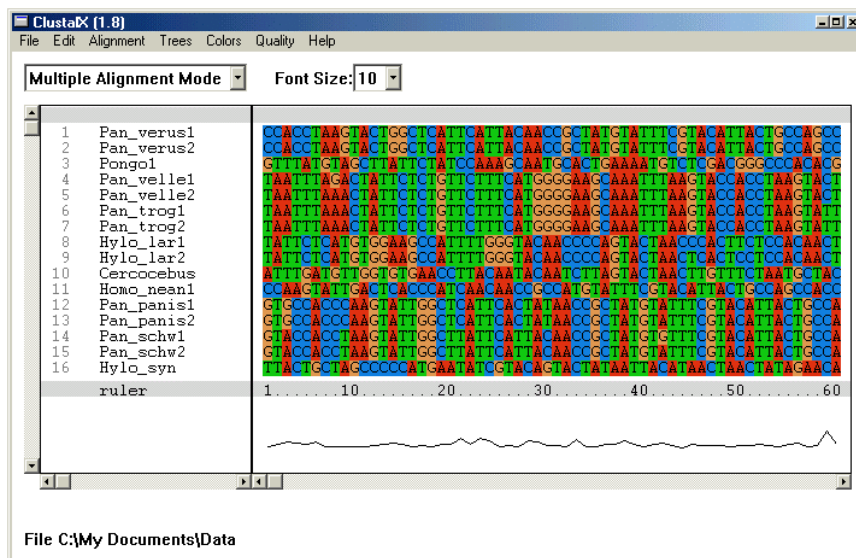 ClustalX (1.8)
File Edit Alignment Trees Colors Quality Help
Multiple Alignment Mode Font Size: 10
1 Pan_verus1 CCACCTAAGTACTGGCTCATTCATTACAACCGCTATGTATTTCGTACATTACTGCCAGCC
2 Pan_verus2 CCACCTAAGTACTGGCTCATTCATTACAACCGCTATGTATTTCGTACATTACTGCCAGCC
3 Pongo1 GTTTATGTAGCTTATTCTATCCAAAGCAATGCACTGAAAATGTCTCGACGGGCCCACACG
4 Pan_velle1 TAATTTAGACTATTCTCTGTTCTTTCATGGGGAAGCAAATTTAAGTACCACCTAAGTACT
5 Pan_velle2 TAATTTAAACTATTCTCTGTTCTTTCATGGGGAAGCAAATTTAAGTACCACCTAAGTACT
6 Pan_trog1 TAATTTAAACTATTCTCTGTTCTTTCATGGGGAAGCAAATTTAAGTACCACCTAAGTATT
7 Pan_trog2 TAATTTAAACTATTCTCTGTTCTTTCATGGGGAAGCAAATTTAAGTACCACCTAAGTATT
8 Hylo_lar1 TATTCTCATGTGGAAGCCATTTTGGGTACAACCCCAGTACTAACCCACTTCTCCACAACT
9 Hylo_lar2 TATTCTCATGTGGAAGCCATTTTGGGTACAACCCCAGTACTAACTCACTTCTCCACAACT
10 Cercocebus ATTTGATGTTGGTGTGAACCTTACAATACAATCTTAGTACTAACTTGTTTCTAATGCTAC
11 Homo_nean1 CCAAGTATTGACTCACCCATCAACAACCGCCATGTATTTCGTACATTACTGCCAGCCACC
12 Pan_panis1 GTGCCACCCAAGTATTGGCTCATTCACTATAACCGCTATGTATTTCGTACATTACTGCCA
13 Pan_panis2 GTGCCACCCAAGTATTGGCTCATTCACTATAACCGCTATGTATTTCGTACATTACTGCCA
14 Pan_schw1 GTACCACCTAAGTATTGGCTTATTCATTACAACCGCTATGTGTTTCGTACATTACTGCCA
15 Pan_schw2 GTACCACCTAAGTATTGGCTTATTCATTACAACCGCTATGTATTTCGTACATTACTGCCA
16 Hylo_syn TTACTGCTAGCCCCCATGAATATCGTACAGTACTATAATTACATAACTAACTATAGAACA
ruler 1.......10........20........30........40........50........60
File C:\My Documents\Data